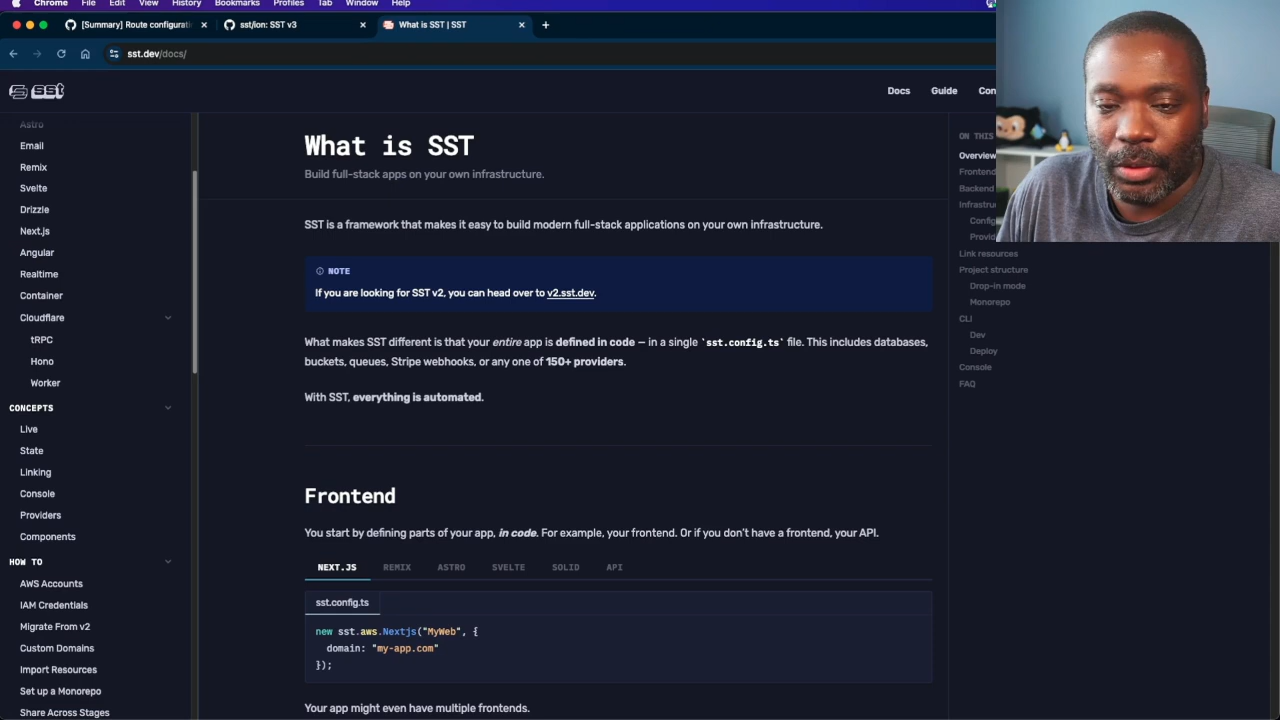 Chrome File Edit View History Bookmarks Profiles Tab Window Help
[Summary] Route configurati
sst/ion: SST v3
What is SST | SST
sst.dev/docs/
sst
Docs Guide
Astro
Email
Remix
Svelte
Drizzle
Next.js
Angular
Realtime
Container
Cloudflare
tRPC
Hono
Worker
CONCEPTS
Live
State
Linking
Console
Providers
Components
HOW TO
AWS Accounts
IAM Credentials
Migrate From v2
Custom Domains
Import Resources
Set up a Monorepo
Share Across Stages
What is SST
Build full-stack apps on your own infrastructure.
SST is a framework that makes it easy to build modern full-stack applications on your own infrastructure.
NOTE
If you are looking for SST v2, you can head over to v2.sst.dev.
What makes SST different is that your entire app is defined in code — in a single `sst.config.ts` file. This includes databases,
buckets, queues, Stripe webhooks, or any one of 150+ providers.
With SST, everything is automated.
Frontend
You start by defining parts of your app, in code. For example, your frontend. Or if you don't have a frontend, your API.
NEXT.JS REMIX ASTRO SVELTE SOLID API
sst.config.ts
new sst.aws.Nextjs("MyWeb", {
domain: "my-app.com"
});
Your app might even have multiple frontends.
ON THIS
Overview
Frontend
Backend
Infrastruc
Config
Provid
Link resources
Project structure
Drop-in mode
Monorepo
CLI
Dev
Deploy
Console
FAQ